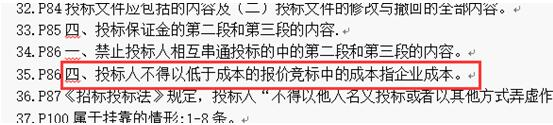 32.P84 投标文件应包括的内容及（二）投标文件的修改与撤回的全部内容。
33.P85 四、投标保证金的第二段和第三段的内容.
34.P86 一、禁止投标人相互串通投标的中的第二段和第三段的内容。
35.P86 四、投标人不得以低于成本的报价竞标中的成本指企业成本。
36.P87《招标投标法》规定，投标人“不得以他人名义投标或者以其他方式弄虚作
37.P100 属于挂靠的情形:1-8 条。